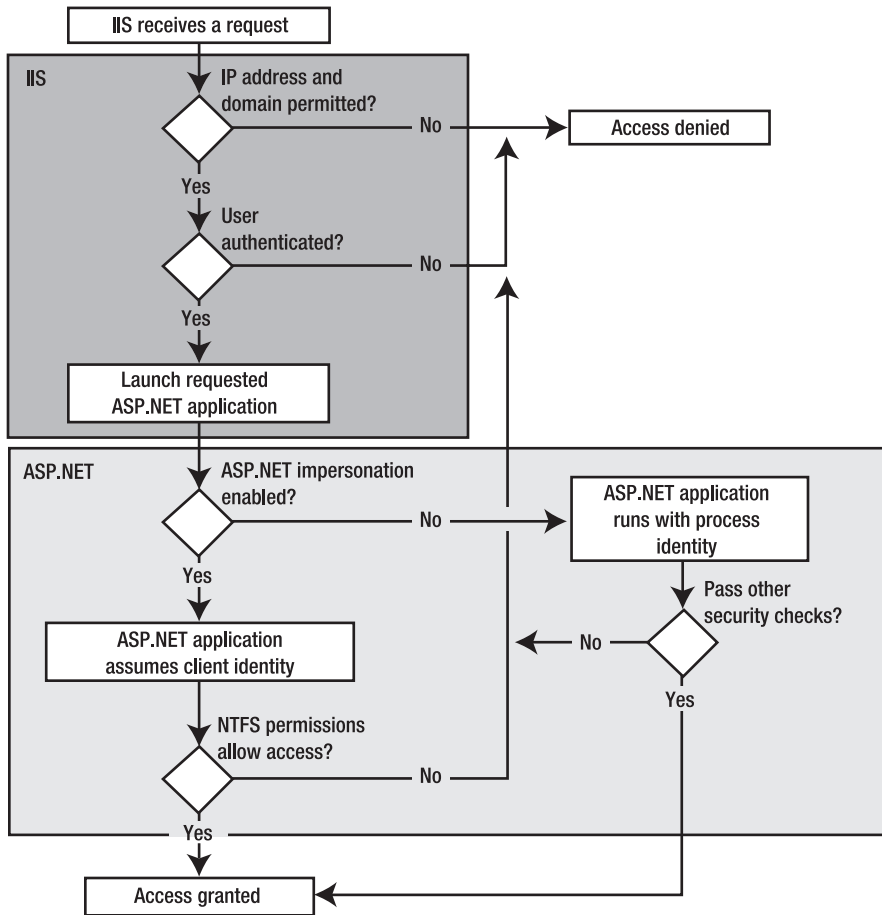 IIS receives a request
IIS
IP address and
domain permitted?
No
Access denied
Yes
User
authenticated?
No
Yes
Launch requested
ASP.NET application
ASP.NET
ASP.NET impersonation
enabled?
No
ASP.NET application
runs with process
identity
Yes
Pass other
security checks?
No
Yes
ASP.NET application
assumes client identity
NTFS permissions
allow access?
No
Yes
Access granted